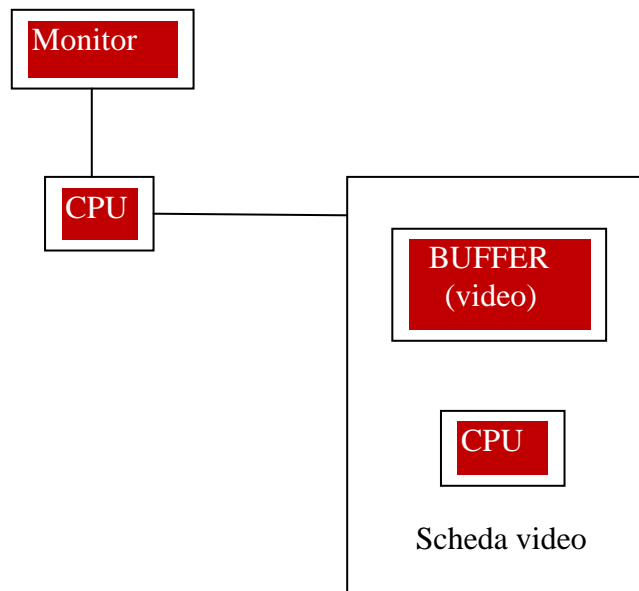 Monitor
CPU
BUFFER
(video)
CPU
Scheda video